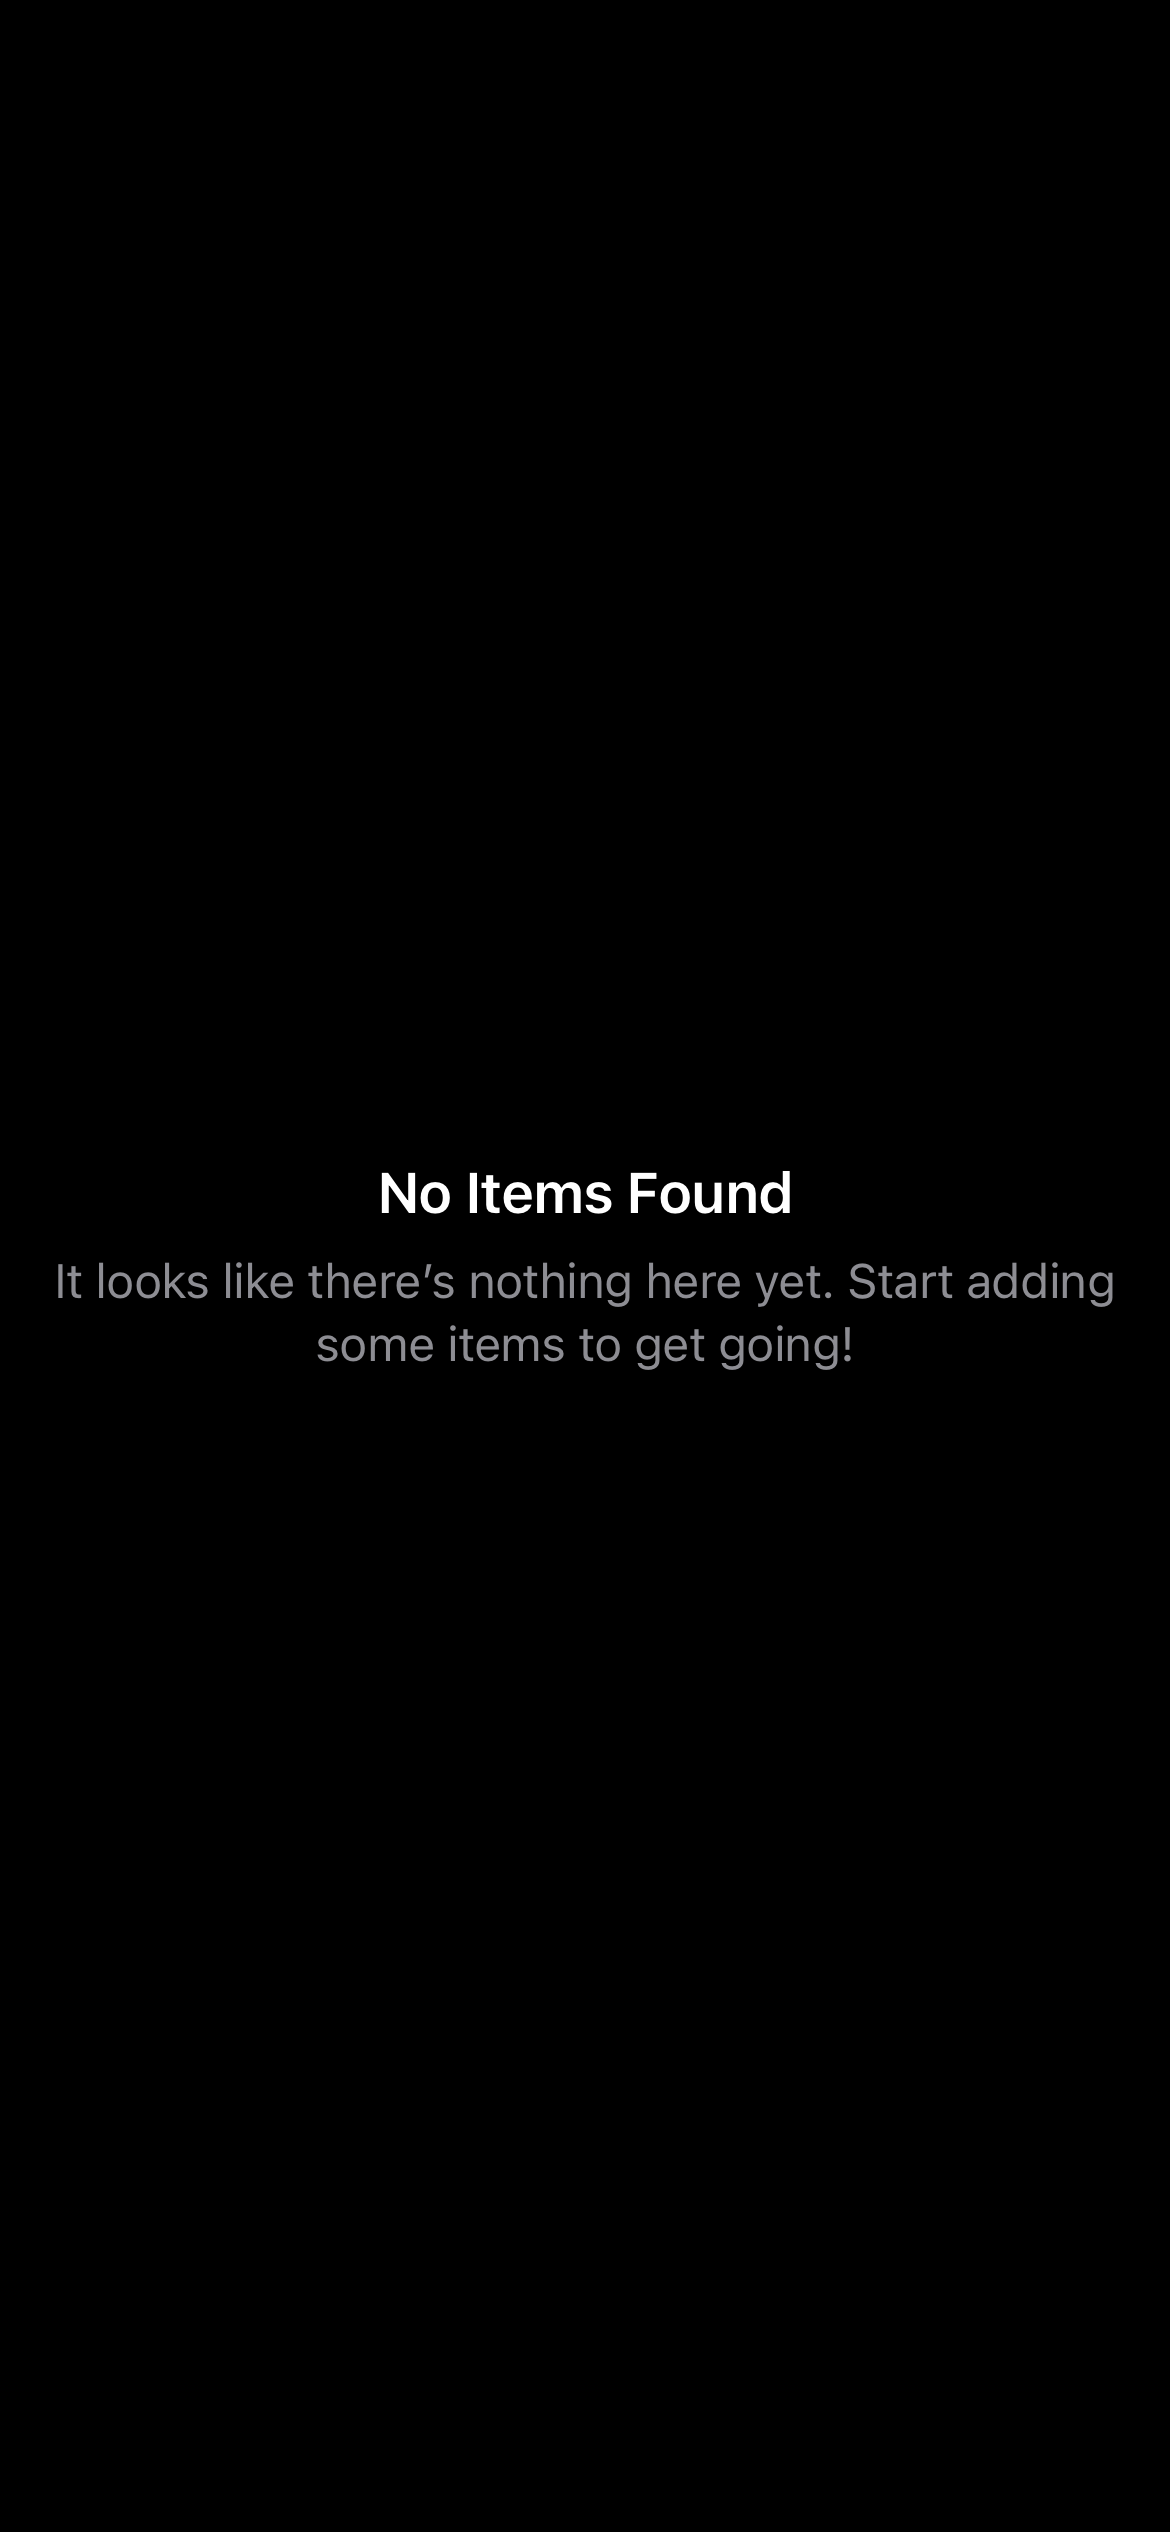 No Items Found
It looks like there’s nothing here yet. Start adding
some items to get going!